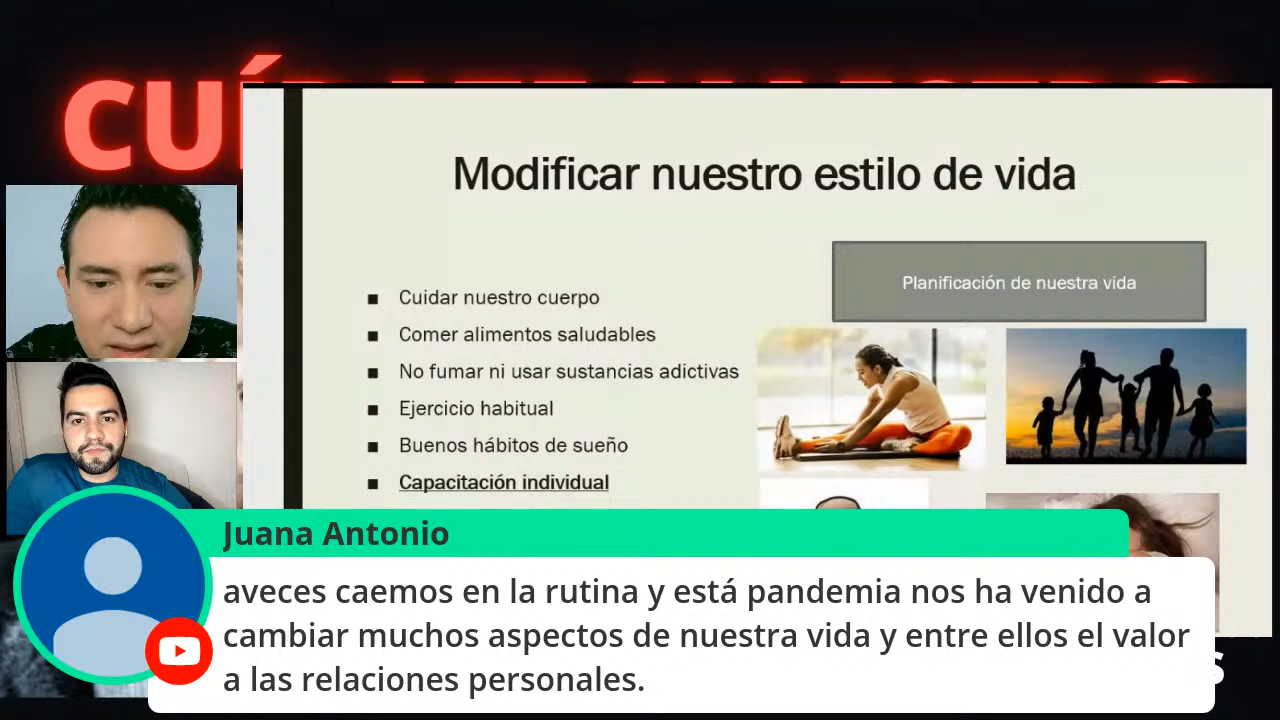 CUÍ
Modificar nuestro estilo de vida
Planificación de nuestra vida
■ Cuidar nuestro cuerpo
■ Comer alimentos saludables
■ No fumar ni usar sustancias adictivas
■ Ejercicio habitual
■ Buenos hábitos de sueño
■ Capacitación individual
Juana Antonio
aveces caemos en la rutina y está pandemia nos ha venido a
cambiar muchos aspectos de nuestra vida y entre ellos el valor
a las relaciones personales.